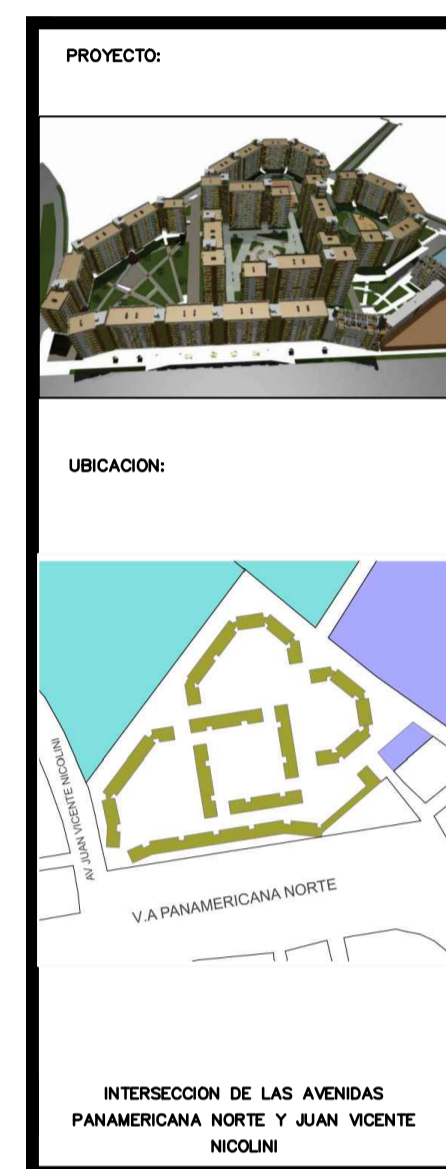 PROYECTO:
UBICACION:
AV JUAN VICENTE NICOLINI
V.A PANAMERICANA NORTE
INTERSECCION DE LAS AVENIDAS
PANAMERICANA NORTE Y JUAN VICENTE
NICOLINI